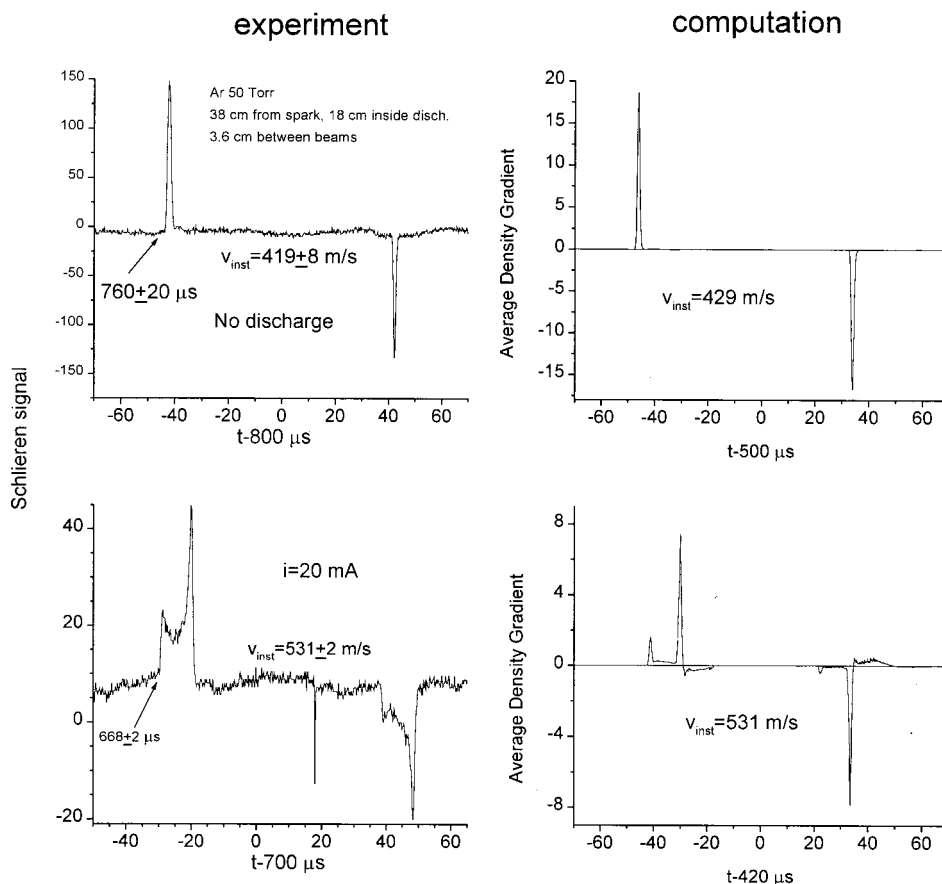 experiment
computation
Schlieren signal
150
100
50
0
-50
-100
-150
Ar 50 Torr
38 cm from spark, 18 cm inside disch.
3.6 cm between beams
v_inst=419±8 m/s
760±20 μs
No discharge
-60 -40 -20 0 20 40 60
t-800 μs
Average Density Gradient
20
15
10
5
0
-5
-10
-15
v_inst=429 m/s
-60 -40 -20 0 20 40 60
t-500 μs
40
20
0
-20
i=20 mA
v_inst=531±2 m/s
668±2 μs
-40 -20 0 20 40 60
t-700 μs
Average Density Gradient
8
4
0
-4
-8
v_inst=531 m/s
-60 -40 -20 0 20 40 60
t-420 μs